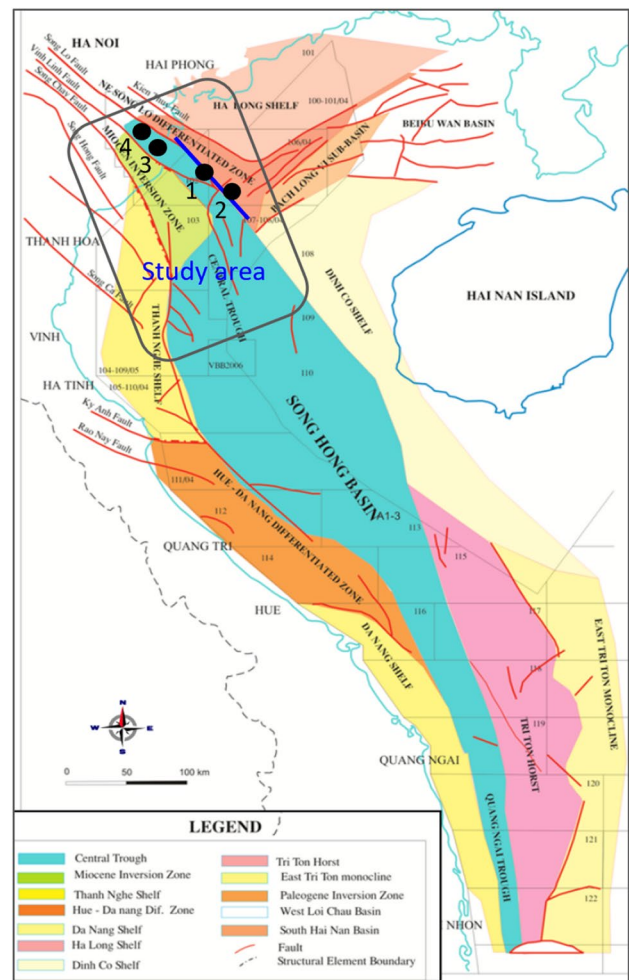 HA NOI
HAI PHONG
101
Song Lo Fault
Vinh Linh Fault
Song Chay Fault
Kien Thuy Fault
NE SONG LO DIFFERENTIATED ZONE
HA LONG SHELF
100-101/04
BEIBU WAN BASIN
106/04
BACH LONG VI SUB-BASIN
Song Hong Fault
4
3
1
2
INVERSION ZONE
103
107-
108
THANH HOA
Study area
CENTRAL TROUGH
DINH CO SHELF
HAI NAN ISLAND
Song Ca Fault
109
VINH
THANH NGHE SHELF
VBB2006
110
104-109/05
HA TINH
105-110/04
SONG HONG BASIN
Ky Anh Fault
Rao Nay Fault
111/04
A1-3
112
HUE - DA NANG DIFFERENTIATED ZONE
113
QUANG TRI
114
115
HUE
116
117
DA NANG SHELF
118
EAST TRI TON MONOCLINE
N
W
E
S
119
TRI TON HORST
0
50
100 km
QUANG NGAI
120
QUANG NGAI TROUGH
121
122
NHON
LEGEND
Central Trough
Miocene Inversion Zone
Thanh Nghe Shelf
Hue - Da nang Dif. Zone
Da Nang Shelf
Ha Long Shelf
Dinh Co Shelf
Tri Ton Horst
East Tri Ton monocline
Paleogene Inversion Zone
West Loi Chau Basin
South Hai Nan Basin
Fault
Structural Element Boundary